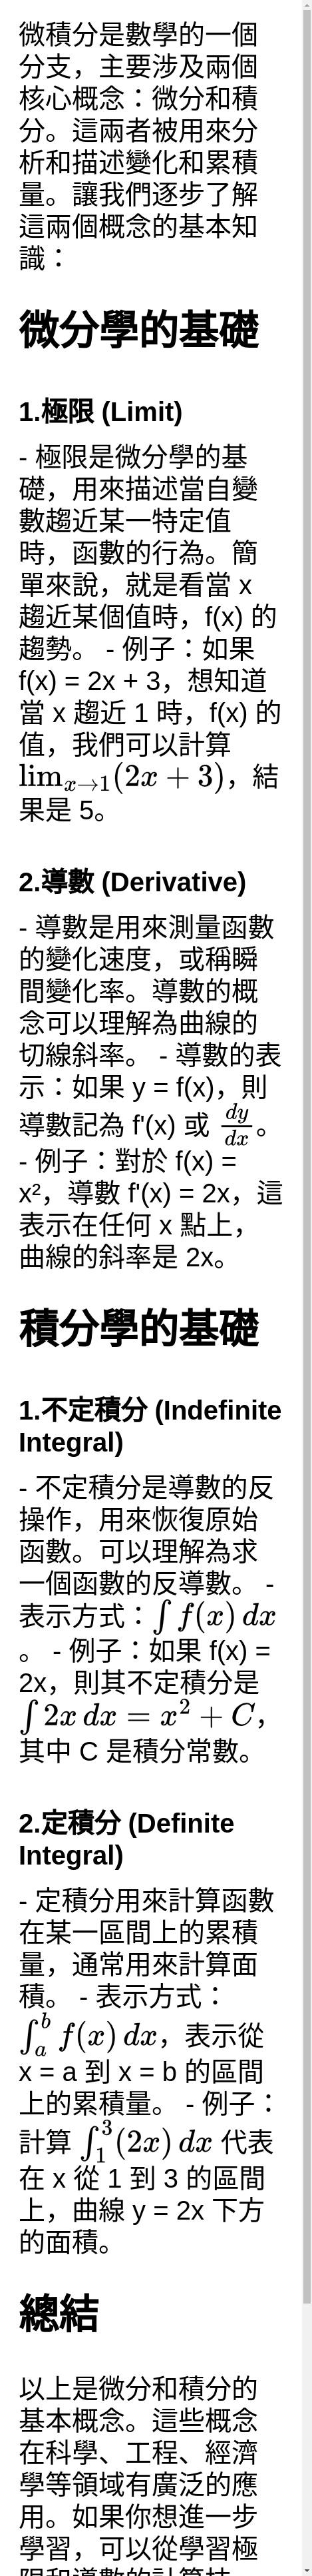 微積分是數學的一個
分支，主要涉及兩個
核心概念：微分和積
分。這兩者被用來分
析和描述變化和累積
量。讓我們逐步了解
這兩個概念的基本知
識：
微分學的基礎
1.極限 (Limit)
- 極限是微分學的基
礎，用來描述當自變
數趨近某一特定值
時，函數的行為。簡
單來說，就是看當 x
趨近某個值時，f(x) 的
趨勢。 - 例子：如果
f(x) = 2x + 3，想知道
當 x 趨近 1 時，f(x) 的
值，我們可以計算
lim_{x→1}(2x + 3)，結
果是 5。
2.導數 (Derivative)
- 導數是用來測量函數
的變化速度，或稱瞬
間變化率。導數的概
念可以理解為曲線的
切線斜率。 - 導數的表
示：如果 y = f(x)，則
導數記為 f'(x) 或 dy/dx。
- 例子：對於 f(x) =
x²，導數 f'(x) = 2x，這
表示在任何 x 點上，
曲線的斜率是 2x。
積分學的基礎
1.不定積分 (Indefinite
Integral)
- 不定積分是導數的反
操作，用來恢復原始
函數。可以理解為求
一個函數的反導數。 -
表示方式：∫ f(x) dx
。 - 例子：如果 f(x) =
2x，則其不定積分是
∫ 2x dx = x² + C，
其中 C 是積分常數。
2.定積分 (Definite
Integral)
- 定積分用來計算函數
在某一區間上的累積
量，通常用來計算面
積。 - 表示方式：
∫_a^b f(x) dx，表示從
x = a 到 x = b 的區間
上的累積量。 - 例子：
計算 ∫_1^3 (2x) dx 代表
在 x 從 1 到 3 的區間
上，曲線 y = 2x 下方
的面積。
總結
以上是微分和積分的
基本概念。這些概念
在科學、工程、經濟
學等領域有廣泛的應
用。如果你想進一步
學習，可以從學習極
限和導數的計算技